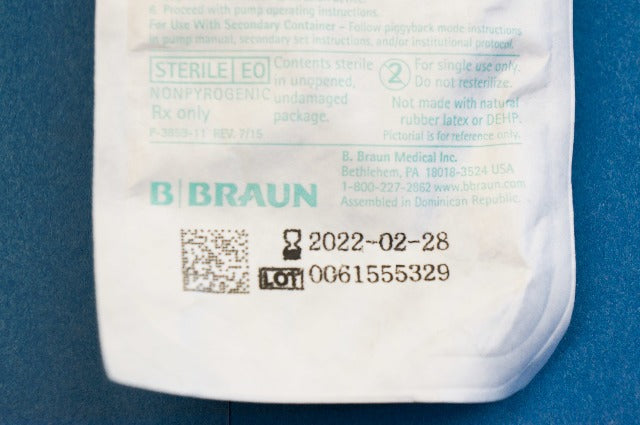 6. Proceed with pump operating instructions.
For Use With Secondary Container - Follow piggyback mode instructions
in pump manual, secondary set instructions, and/or institutional protocol.
STERILE EO
Contents sterile
in unopened,
undamaged
package.
NONPYROGENIC
Rx only
P-3853-11 REV. 7/15
2
For single use only.
Do not resterilize.
Not made with natural
rubber latex or DEHP.
Pictorial is for reference only.
B|BRAUN
B. Braun Medical Inc.
Bethlehem, PA 18018-3524 USA
1-800-227-2862 www.bbraun.com
Assembled in Dominican Republic.
2022-02-28
LOT 0061555329